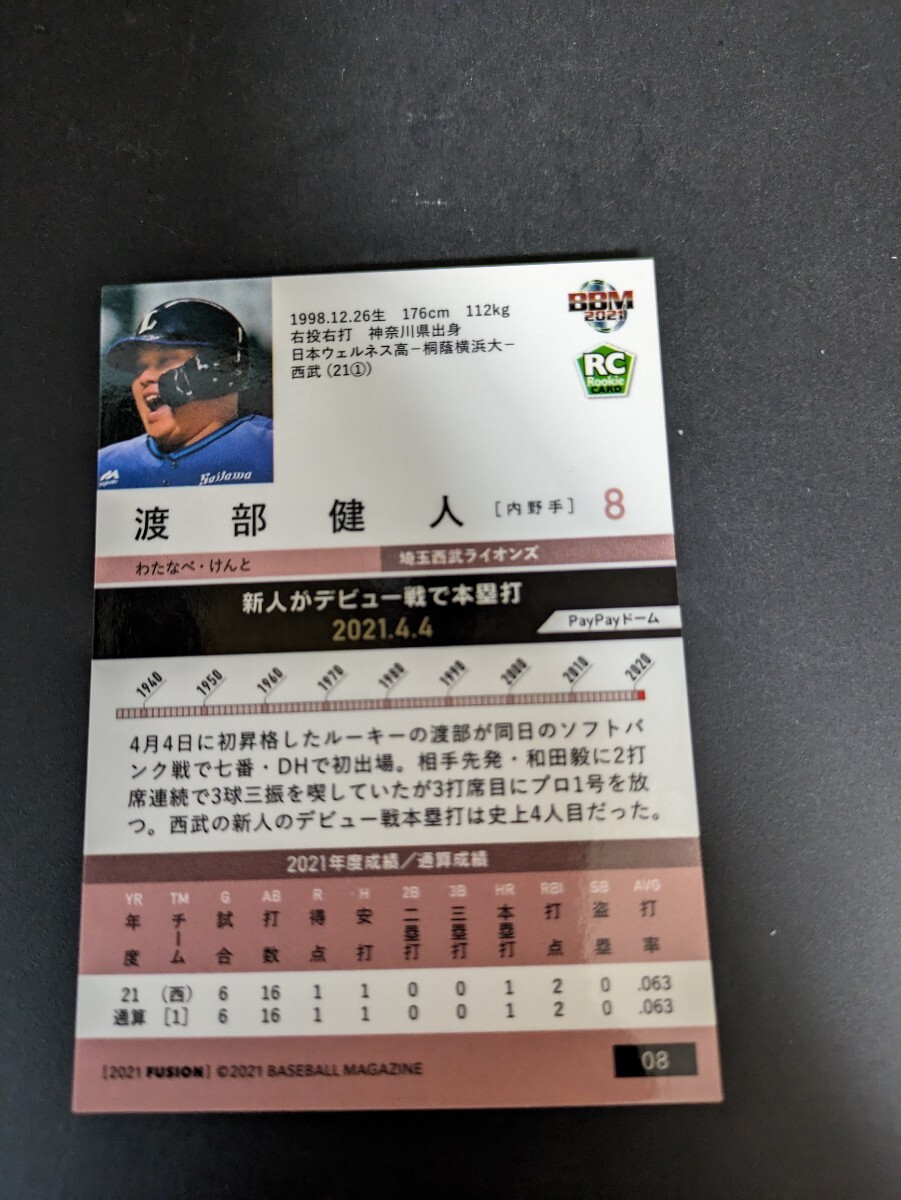 1998.12.26生 176cm 112kg
右投右打 神奈川県出身
日本ウェルネス高－桐蔭横浜大－
西武 (21①))
BBM
2021
RC
Rookie
CARD
L
Saitama
渡部健人 [内野手] 8
わたなべ・けんと
埼玉西武ライオンズ
新人がデビュー戦で本塁打
2021.4.4
PayPayドーム
1940 1950 1960 1970 1980 1990 2000 2010 2020
4月4日に初昇格したルーキーの渡部が同日のソフトバ
ンク戦で七番・DHで初出場。相手先発・和田毅に2打
席連続で3球三振を喫していたが3打席目にプロ1号を放
つ。西武の新人のデビュー戦本塁打は史上4人目だった。
2021年度成績／通算成績
YR TM G AB R H 2B 3B HR RBI SB AVG
年度 チーム 試合 打数 得点 安打 二塁打 三塁打 本塁打 打点 盗塁 打率
21 (西) 6 16 1 1 0 0 1 2 0 .063
通算 [1] 6 16 1 1 0 0 1 2 0 .063
[2021 FUSION] ©2021 BASEBALL MAGAZINE
08